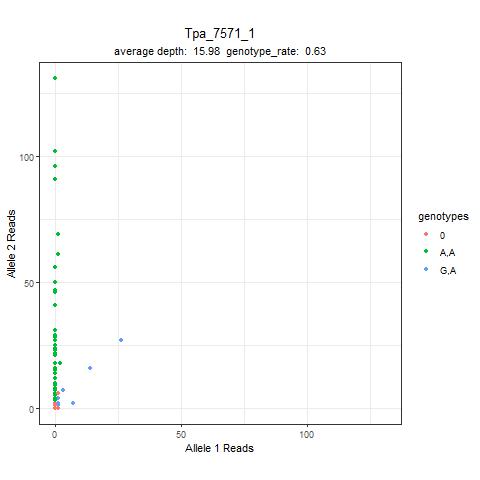 Tpa_7571_1
average depth:  15.98  genotype_rate:  0.63
Allele 2 Reads
100
50
0
0 50 100
Allele 1 Reads
genotypes
0
A,A
G,A